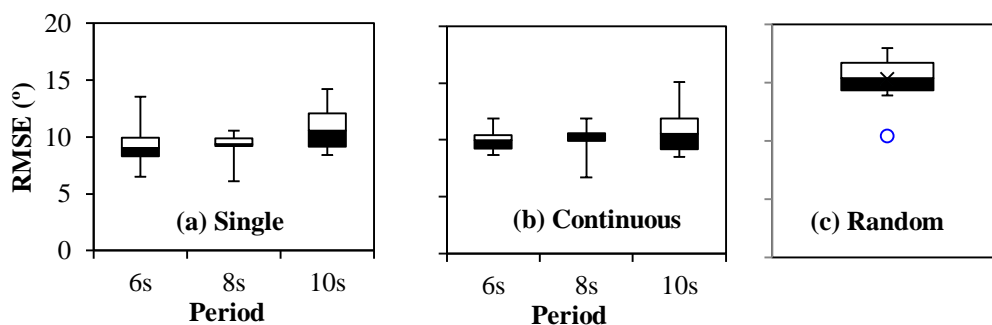 20
15
10
5
0
RMSE (º)
(a) Single
6s 8s 10s
Period
(b) Continuous
6s 8s 10s
Period
(c) Random